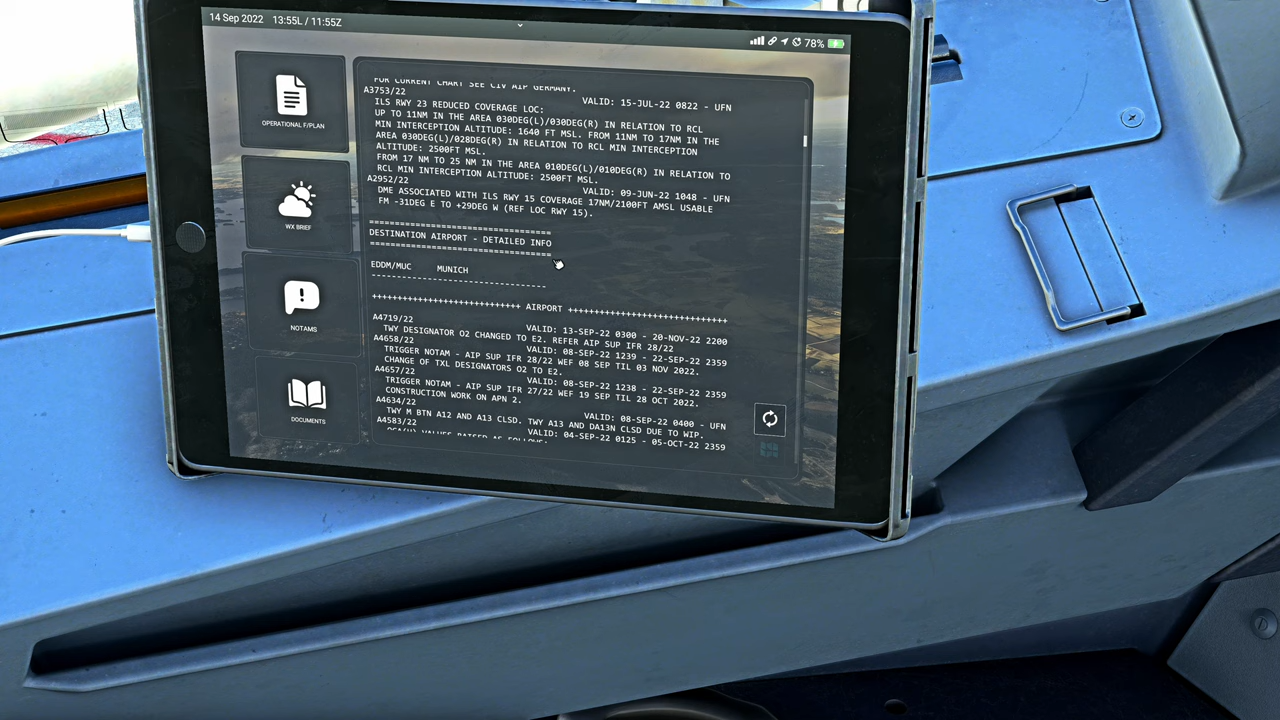 14 Sep 2022 13:55L / 11:55Z
78%
OPERATIONAL F/PLAN
WX BRIEF
NOTAMS
DOCUMENTS
FOR CURRENT CHART SEE CIV AIP GERMANY.
A3753/22 VALID: 15-JUL-22 0822 - UFN
ILS RWY 23 REDUCED COVERAGE LOC:
UP TO 11NM IN THE AREA 030DEG(L)/030DEG(R) IN RELATION TO RCL
MIN INTERCEPTION ALTITUDE: 1640 FT MSL. FROM 11NM TO 17NM IN THE
AREA 030DEG(L)/028DEG(R) IN RELATION TO RCL MIN INTERCEPTION
ALTITUDE: 2500FT MSL.
FROM 17 NM TO 25 NM IN THE AREA 010DEG(L)/010DEG(R) IN RELATION TO
RCL MIN INTERCEPTION ALTITUDE: 2500FT MSL.
A2952/22 VALID: 09-JUN-22 1048 - UFN
DME ASSOCIATED WITH ILS RWY 15 COVERAGE 17NM/2100FT AMSL USABLE
FM -31DEG E TO +29DEG W (REF LOC RWY 15).
===================================
DESTINATION AIRPORT - DETAILED INFO
===================================
EDDM/MUC MUNICH
----------------------------------
++++++++++++++++++++++++++++ AIRPORT ++++++++++++++++++++++++++++++
A4719/22 VALID: 13-SEP-22 0300 - 20-NOV-22 2200
TWY DESIGNATOR O2 CHANGED TO E2. REFER AIP SUP IFR 28/22
A4658/22 VALID: 08-SEP-22 1239 - 22-SEP-22 2359
TRIGGER NOTAM - AIP SUP IFR 28/22 WEF 08 SEP TIL 03 NOV 2022.
CHANGE OF TXL DESIGNATORS O2 TO E2.
A4657/22 VALID: 08-SEP-22 1238 - 22-SEP-22 2359
TRIGGER NOTAM - AIP SUP IFR 27/22 WEF 19 SEP TIL 28 OCT 2022.
CONSTRUCTION WORK ON APN 2.
A4634/22 VALID: 08-SEP-22 0400 - UFN
TWY M BTN A12 AND A13 CLSD. TWY A13 AND DA13N CLSD DUE TO WIP.
A4583/22 VALID: 04-SEP-22 0125 - 05-OCT-22 2359
OCA(H) VALUES RAISED AS FOLLOWS: